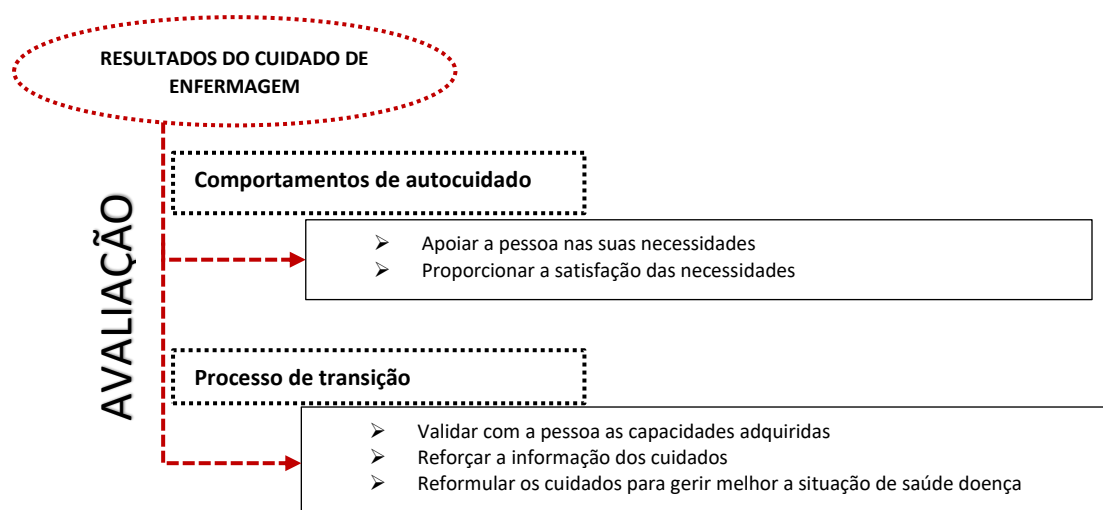 RESULTADOS DO CUIDADO DE
ENFERMAGEM
AVALIAÇÃO
Comportamentos de autocuidado
➢ Apoiar a pessoa nas suas necessidades
➢ Proporcionar a satisfação das necessidades
Processo de transição
➢ Validar com a pessoa as capacidades adquiridas
➢ Reforçar a informação dos cuidados
➢ Reformular os cuidados para gerir melhor a situação de saúde doença